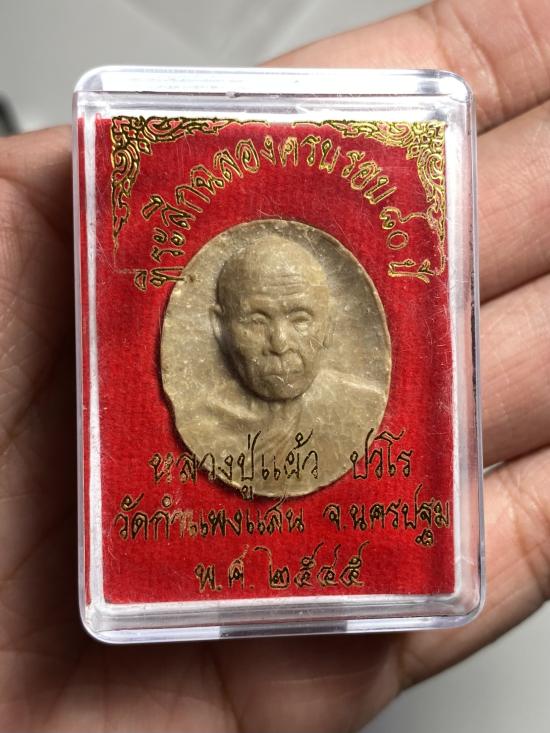 ที่ระลึกฉลองครบรอบ ๘๐ ปี
หลวงปู่แผ้ว ปวโร
วัดกำแพงแสน จ.นครปฐม
พ.ศ. ๒๕๔๕